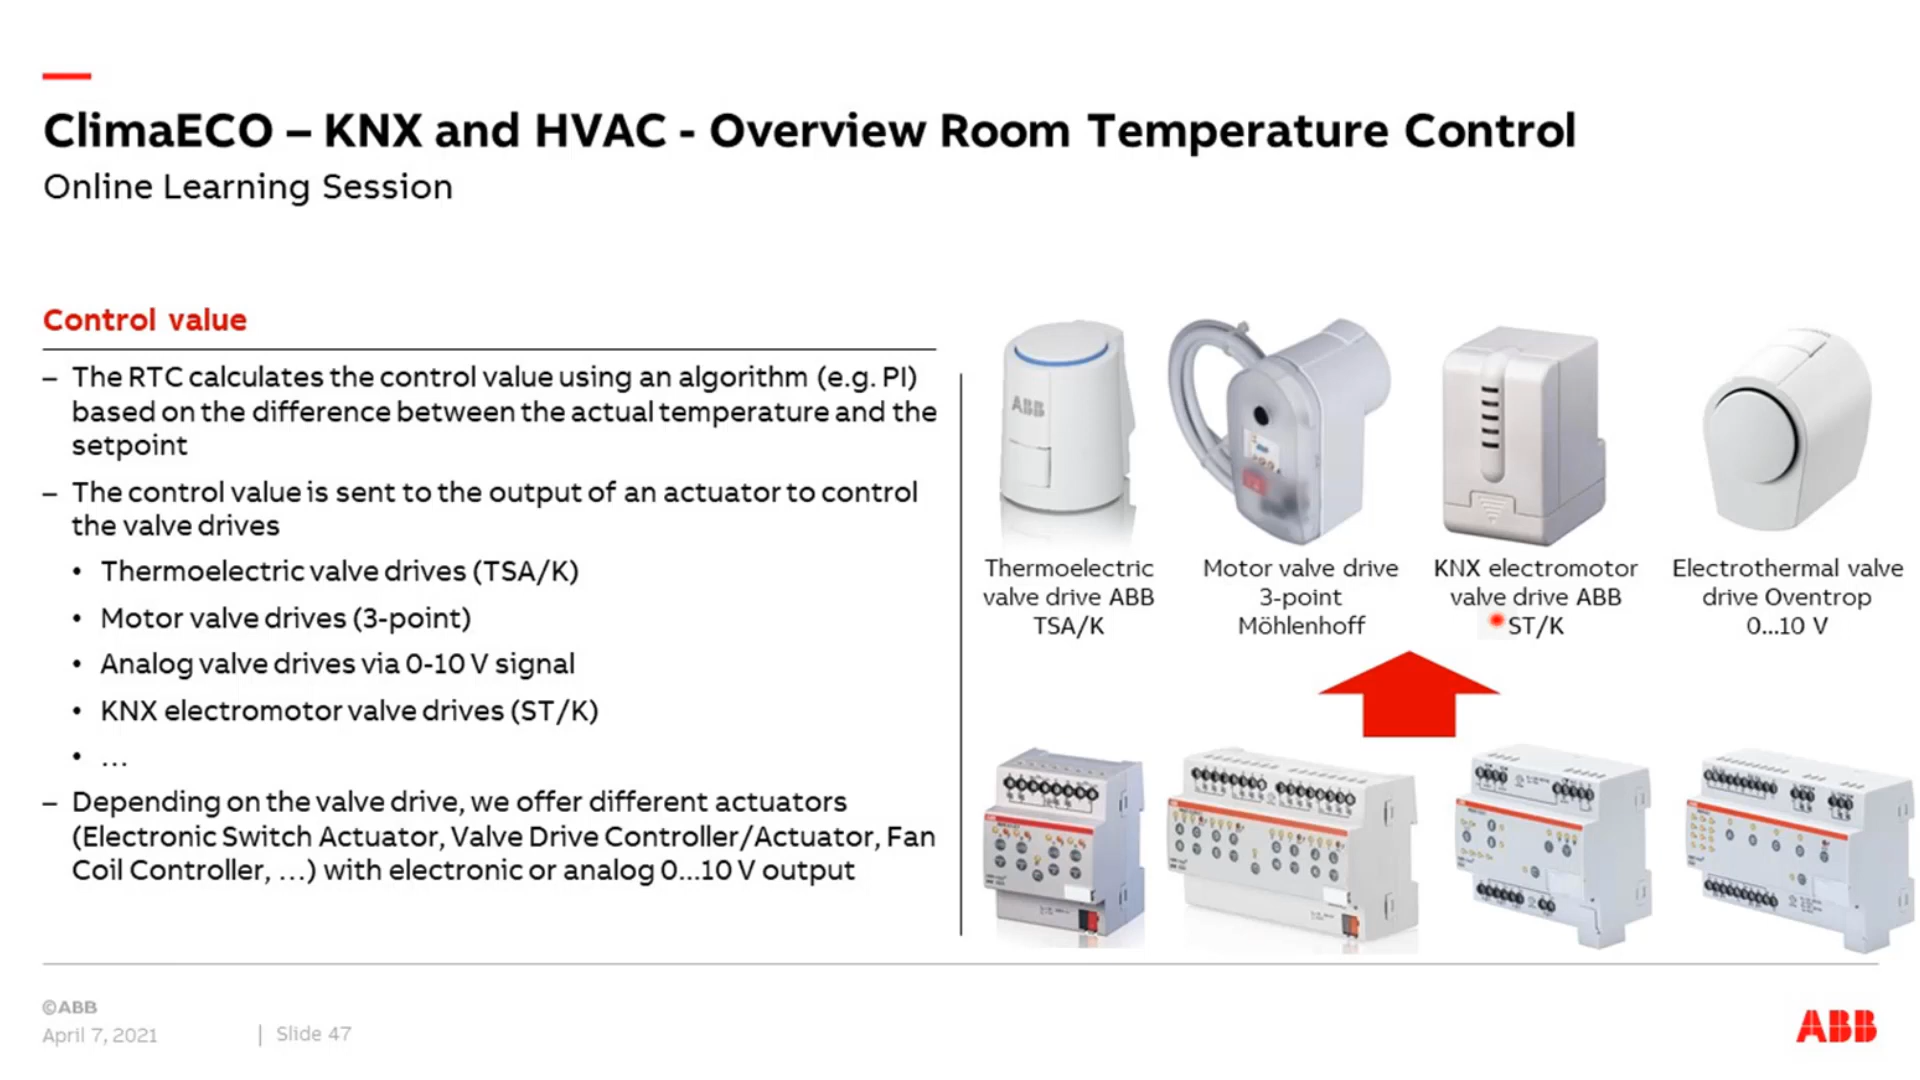 ClimaECO – KNX and HVAC - Overview Room Temperature Control
Online Learning Session
Control value
– The RTC calculates the control value using an algorithm (e.g. PI)
based on the difference between the actual temperature and the
setpoint
– The control value is sent to the output of an actuator to control
the valve drives
• Thermoelectric valve drives (TSA/K)
• Motor valve drives (3-point)
• Analog valve drives via 0-10 V signal
• KNX electromotor valve drives (ST/K)
• ...
– Depending on the valve drive, we offer different actuators
(Electronic Switch Actuator, Valve Drive Controller/Actuator, Fan
Coil Controller, ...) with electronic or analog 0...10 V output
ABB
Thermoelectric
valve drive ABB
TSA/K
Motor valve drive
3-point
Möhlenhoff
KNX electromotor
valve drive ABB
ST/K
Electrothermal valve
drive Oventrop
0...10 V
©ABB
April 7, 2021
| Slide 47
ABB